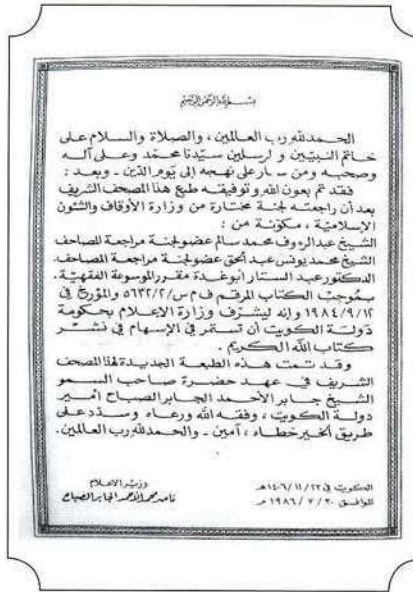 بسم الله الرحمن الرحيم
الحمد لله رب العالمين ، والصلاة والسلام على
خاتم النبيين و لرسلين سيدنا محمد وعلى آله
وصحبه ومن سار على نهجه إلى يوم الدين - وبعد :
فقد تم بعون الله وتوفيقه طبع هذا المصحف الشريف
بعد أن راجعته لجنة مختارة من وزارة الأوقاف والشئون
الإسلامية ، مكونة من :
الشيخ عبد الرءوف محمد سالم عضو لجنة مراجعة المصاحف
الشيخ محمد يونس عبد الحق عضو لجنة مراجعة المصاحف
الدكتور عبد الستار أبو غدة مقرر الموسوعة الفقهية .
بموجب الكتاب المرقم ف م س/٥٦٣٢/٢ والمؤرخ في
١٩٨٤/٩/١٢ وإنه ليشرف وزارة الإعلام بحكومة
دولة الكويت أن تستمر في الإسهام في نشر
كتاب الله الكريم .
وقد تمت هذه الطبعة الجديدة لهذا المصحف
الشريف في عهد حضرة صاحب السمو
الشيخ جابر الأحمد الجابر الصباح أمير
دولة الكويت ، وفقه الله ورعاه وسدد على
طريق الخير خطاه ، آمين - والحمد لله رب العالمين .
الكويت في ١٤٠٦/١١/٢٢ هـ
الموافق ١٩٨٦/٧/٣٠ م
وزير الاعلام
ناصر محمد الأحمد الجابر الصباح